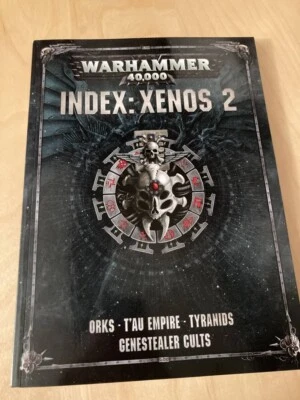 WARHAMMER
40,000
INDEX: XENOS 2
ORKS · T'AU EMPIRE · TYRANIDS
GENESTEALER CULTS